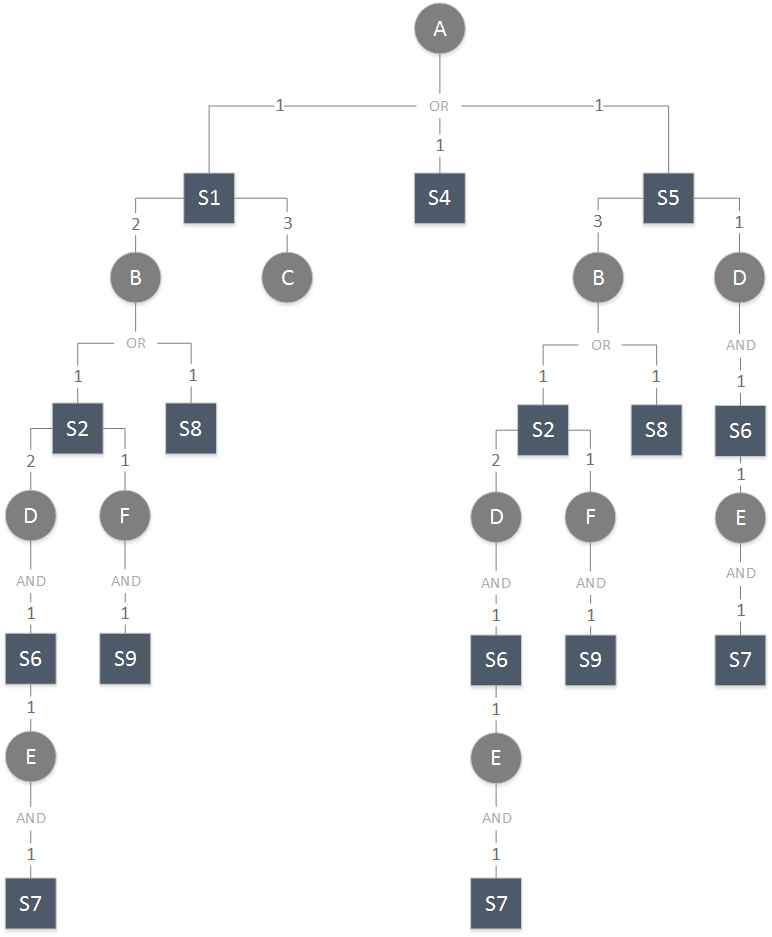 A
1 OR 1
1
S1 S4 S5
2 3 3 1
B C B D
OR OR AND
1 1 1 1 1
S2 S8 S2 S8 S6
2 1 2 1 1
D F D F E
AND AND AND AND AND
1 1 1 1 1
S6 S9 S6 S9 S7
1 1
E E
AND AND
1 1
S7 S7